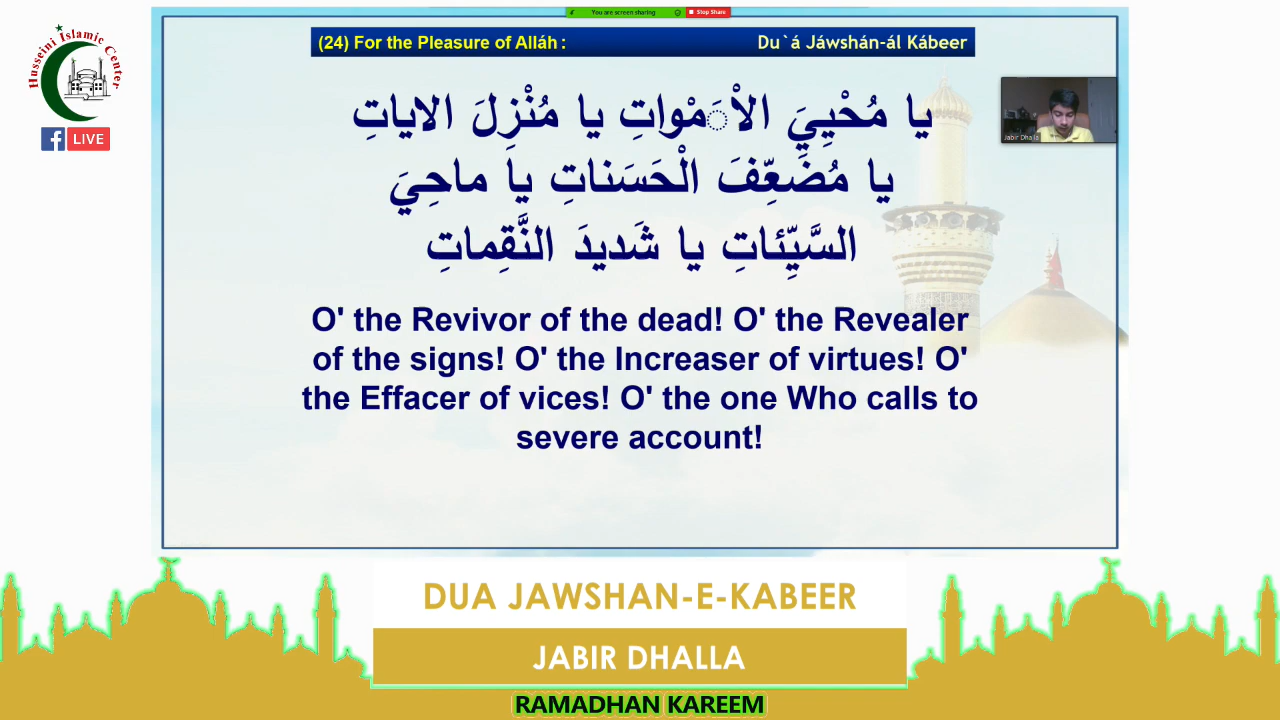 You are screen sharing Stop Share
Husseini Islamic Center
LIVE
(24) For the Pleasure of Alláh : Du`á Jáwshán-ál Kábeer
يا مُحْيِيَ الاَْمْواتِ يا مُنْزِلَ الاياتِ
يا مُضَعِّفَ الْحَسَناتِ يا ماحِيَ
السَّيِّئاتِ يا شَديدَ النَّقِماتِ
Jabir Dhalla
O' the Revivor of the dead! O' the Revealer
of the signs! O' the Increaser of virtues! O'
the Effacer of vices! O' the one Who calls to
severe account!
DUA JAWSHAN-E-KABEER
JABIR DHALLA
RAMADHAN KAREEM